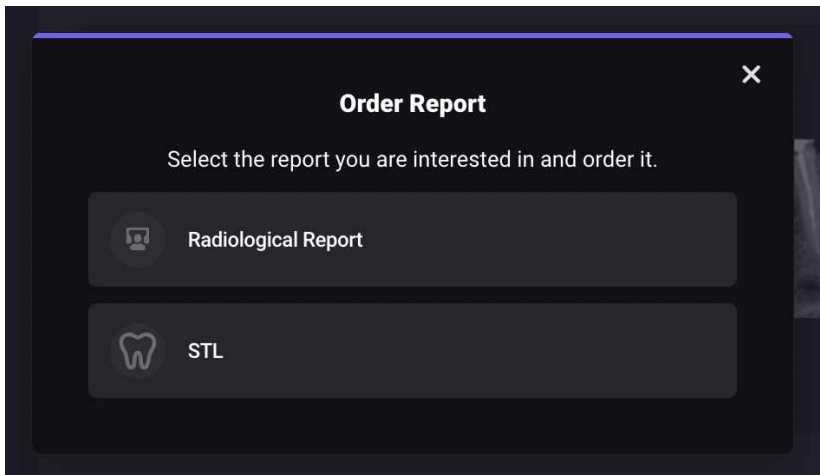 Order Report
Select the report you are interested in and order it.
Radiological Report
STL